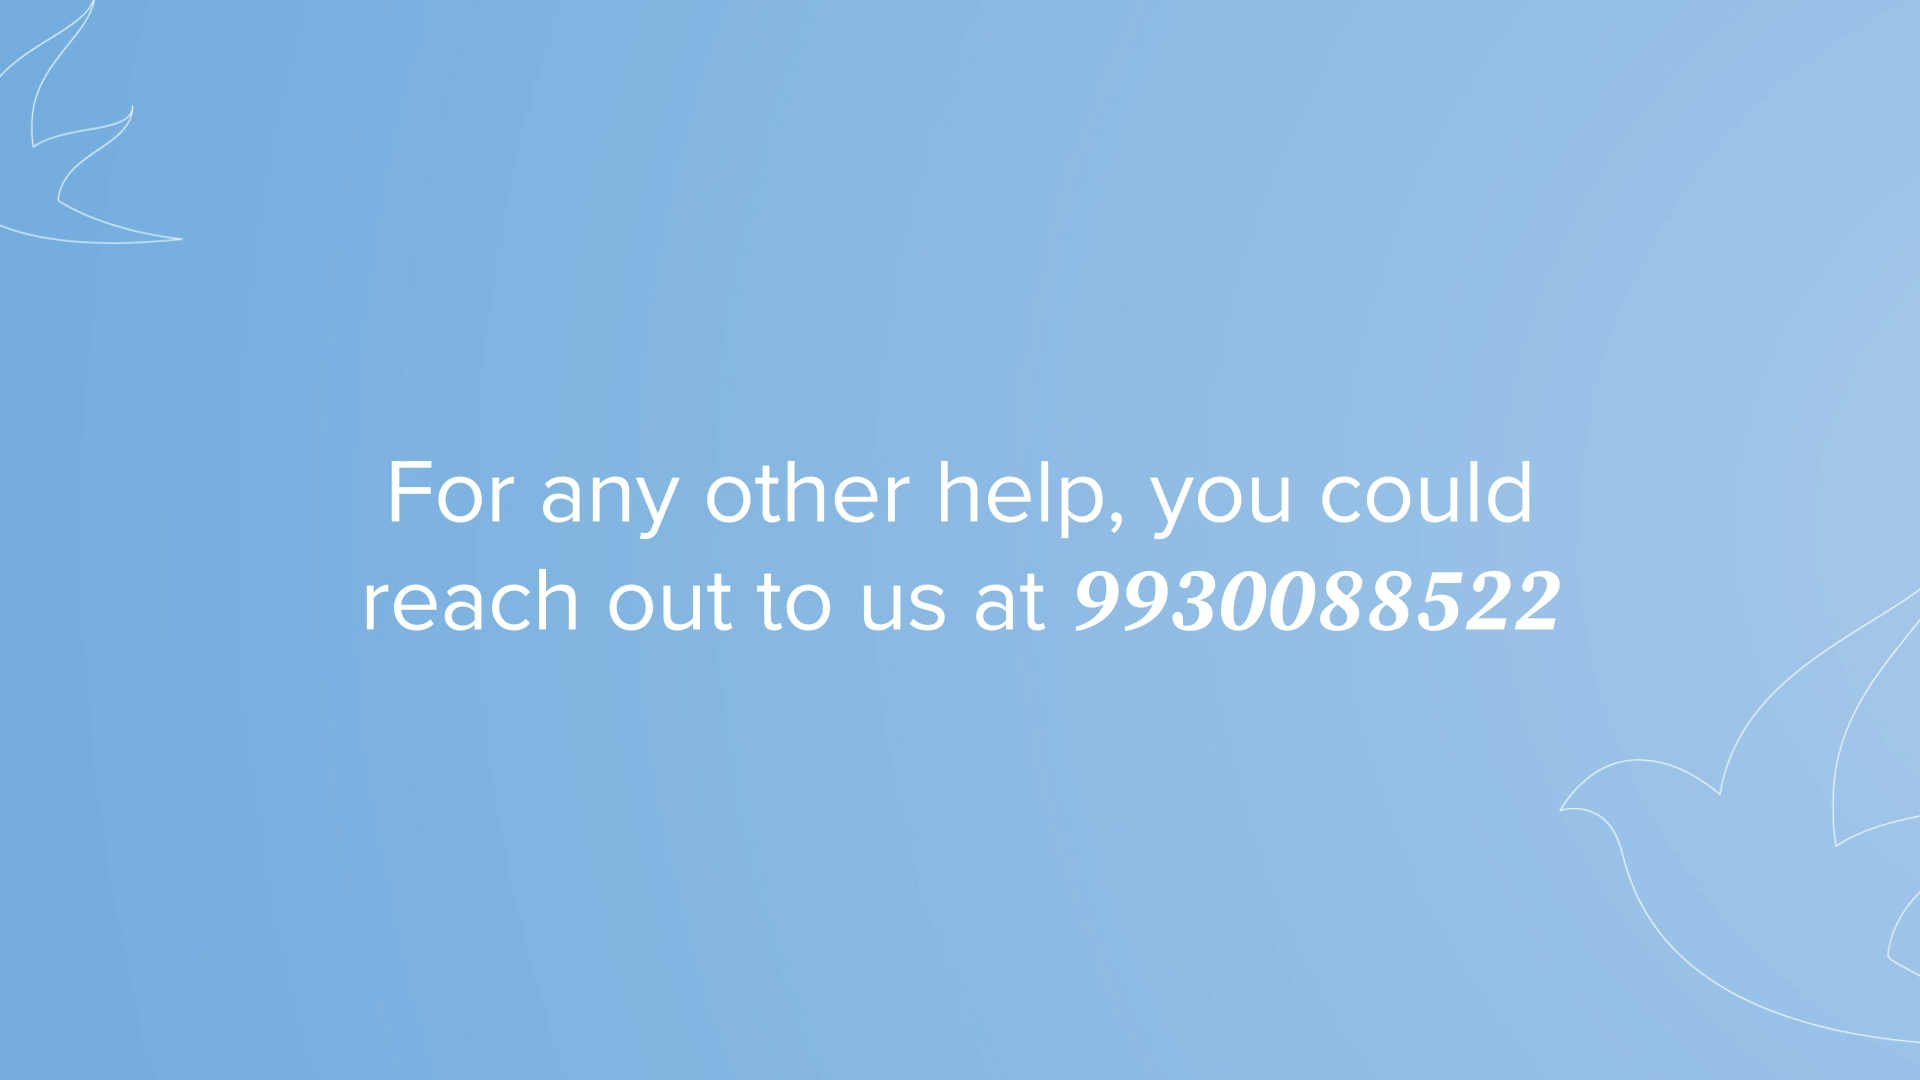 For any other help, you could
reach out to us at 9930088522